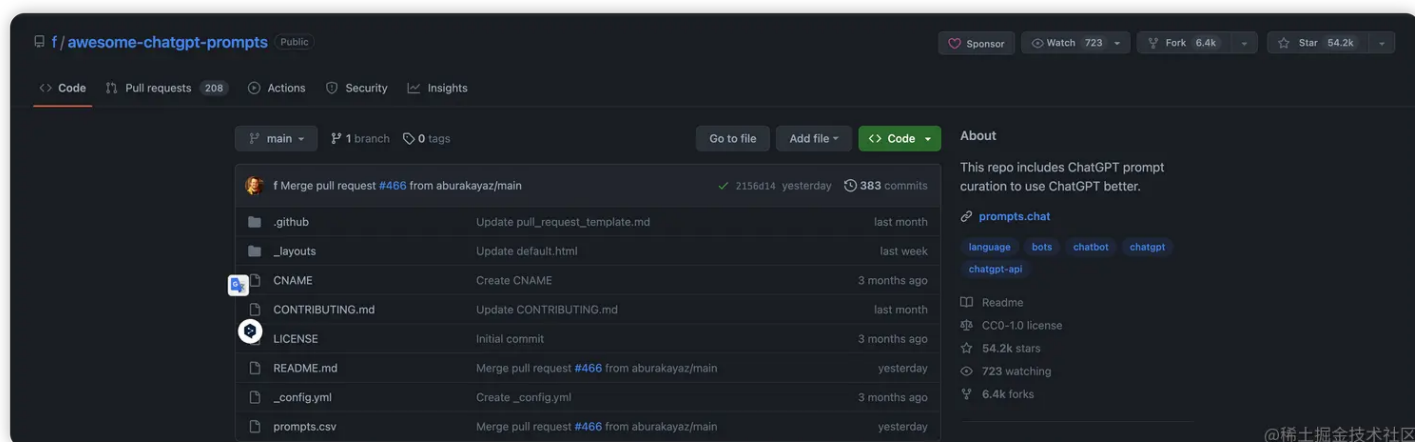 f / awesome-chatgpt-prompts Public Sponsor Watch 723 Fork 6.4k Star 54.2k
Code Pull requests 208 Actions Security Insights
main 1 branch 0 tags Go to file Add file Code
About
This repo includes ChatGPT prompt
curation to use ChatGPT better.
prompts.chat
language bots chatbot chatgpt
chatgpt-api
Readme
CC0-1.0 license
54.2k stars
723 watching
6.4k forks
f Merge pull request #466 from aburakayaz/main 2156d14 yesterday 383 commits
.github Update pull_request_template.md last month
_layouts Update default.html last week
CNAME Create CNAME 3 months ago
CONTRIBUTING.md Update CONTRIBUTING.md last month
LICENSE Initial commit 3 months ago
README.md Merge pull request #466 from aburakayaz/main yesterday
_config.yml Create _config.yml 3 months ago
prompts.csv Merge pull request #466 from aburakayaz/main yesterday
@稀土掘金技术社区